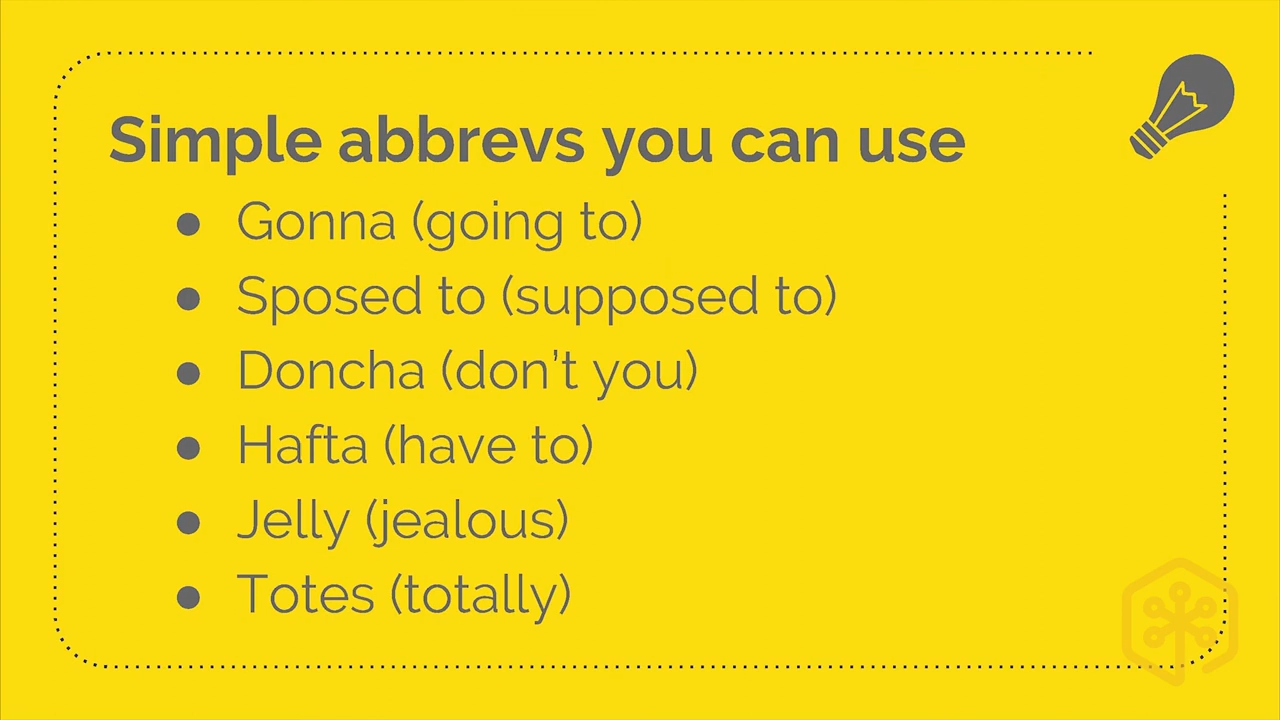 Simple abbrevs you can use
● Gonna (going to)
● Sposed to (supposed to)
● Doncha (don’t you)
● Hafta (have to)
● Jelly (jealous)
● Totes (totally)